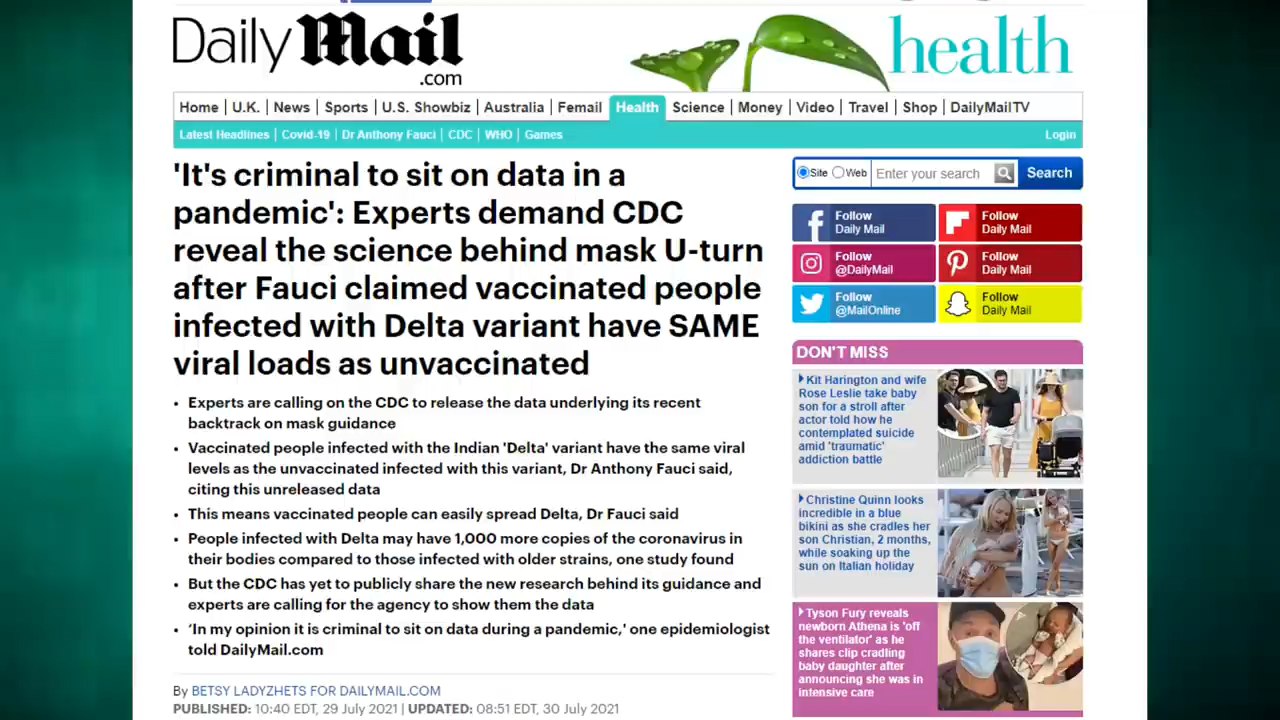 Daily Mail
.com
health
Home | U.K. | News | Sports | U.S. Showbiz | Australia | Femail | Health | Science | Money | Video | Travel | Shop | DailyMailTV
Latest Headlines | Covid-19 | Dr Anthony Fauci | CDC | WHO | Games
Login
'It's criminal to sit on data in a
pandemic': Experts demand CDC
reveal the science behind mask U-turn
after Fauci claimed vaccinated people
infected with Delta variant have SAME
viral loads as unvaccinated
• Experts are calling on the CDC to release the data underlying its recent
backtrack on mask guidance
• Vaccinated people infected with the Indian 'Delta' variant have the same viral
levels as the unvaccinated infected with this variant, Dr Anthony Fauci said,
citing this unreleased data
• This means vaccinated people can easily spread Delta, Dr Fauci said
• People infected with Delta may have 1,000 more copies of the coronavirus in
their bodies compared to those infected with older strains, one study found
• But the CDC has yet to publicly share the new research behind its guidance and
experts are calling for the agency to show them the data
• ‘In my opinion it is criminal to sit on data during a pandemic,' one epidemiologist
told DailyMail.com
By BETSY LADYZHETS FOR DAILYMAIL.COM
PUBLISHED: 10:40 EDT, 29 July 2021 | UPDATED: 08:51 EDT, 30 July 2021
Site Web Enter your search Search
Follow
Daily Mail
Follow
Daily Mail
Follow
@DailyMail
Follow
Daily Mail
Follow
@MailOnline
Follow
Daily Mail
DON'T MISS
Kit Harington and wife
Rose Leslie take baby
son for a stroll after
actor told how he
contemplated suicide
amid 'traumatic'
addiction battle
Christine Quinn looks
incredible in a blue
bikini as she cradles her
son Christian, 2 months,
while soaking up the
sun on Italian holiday
Tyson Fury reveals
newborn Athena is 'off
the ventilator' as he
shares clip cradling
baby daughter after
announcing she was in
intensive care